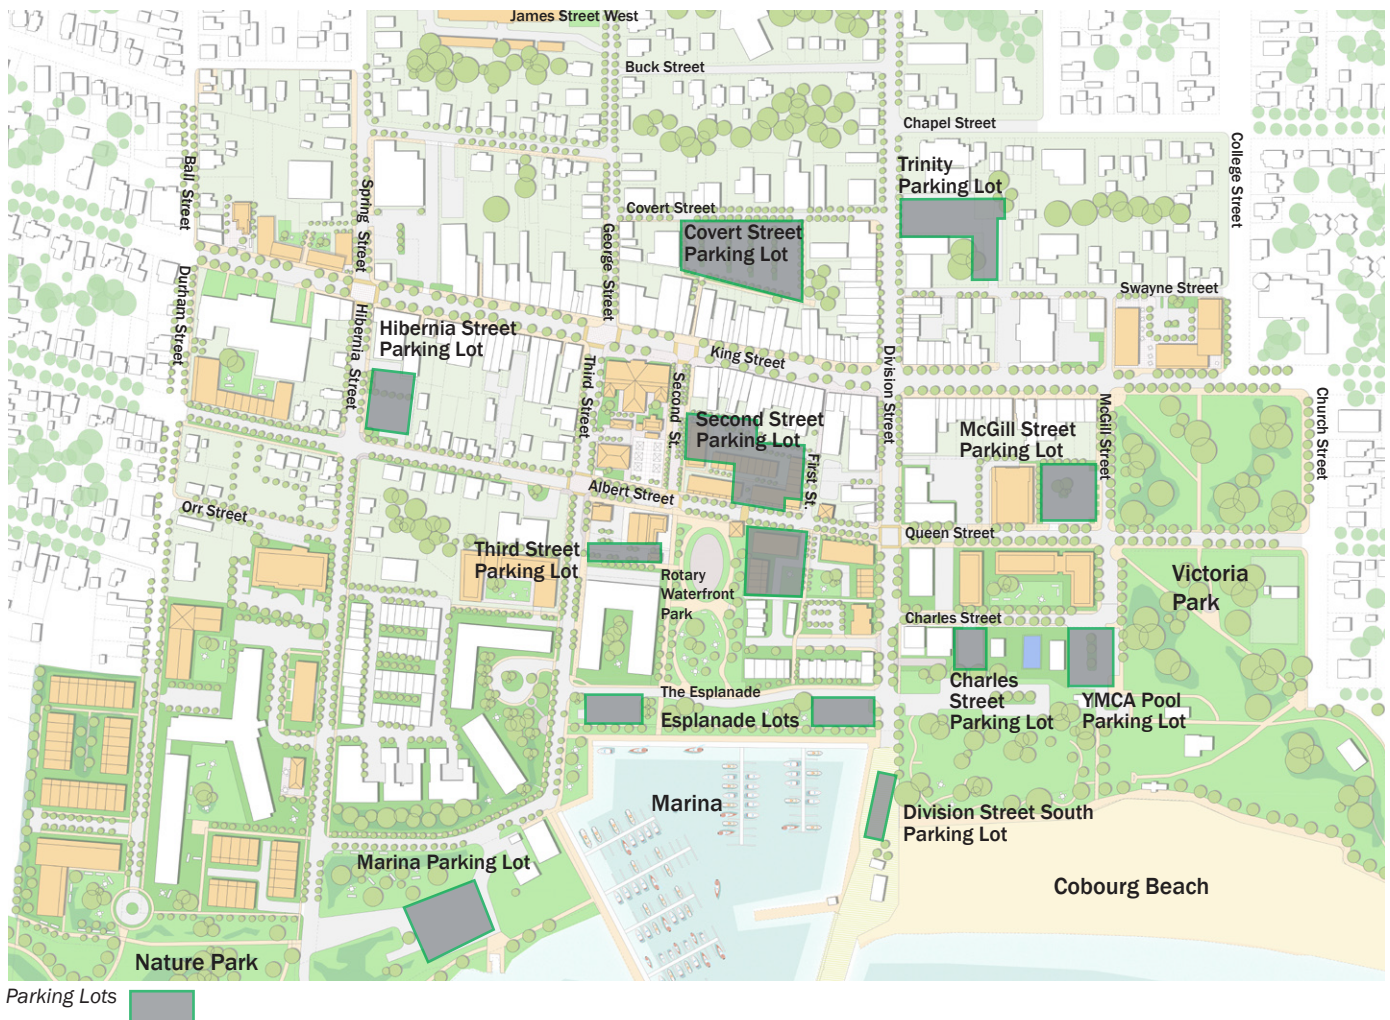 James Street West
Buck Street
Chapel Street
College Street
Trinity
Parking Lot
Ball Street
Spring Street
Covert Street
Covert Street
Parking Lot
George Street
Durham Street
Swayne Street
Hibernia Street
Hibernia Street
Parking Lot
King Street
Third Street
Second St.
Division Street
McGill Street
Church Street
Second Street
Parking Lot
McGill Street
Parking Lot
First St.
Albert Street
Orr Street
Queen Street
Third Street
Parking Lot
Rotary
Waterfront
Park
Victoria
Park
Charles Street
Charles
Street
Parking Lot
YMCA Pool
Parking Lot
The Esplanade
Esplanade Lots
Marina
Division Street South
Parking Lot
Marina Parking Lot
Cobourg Beach
Nature Park
Parking Lots